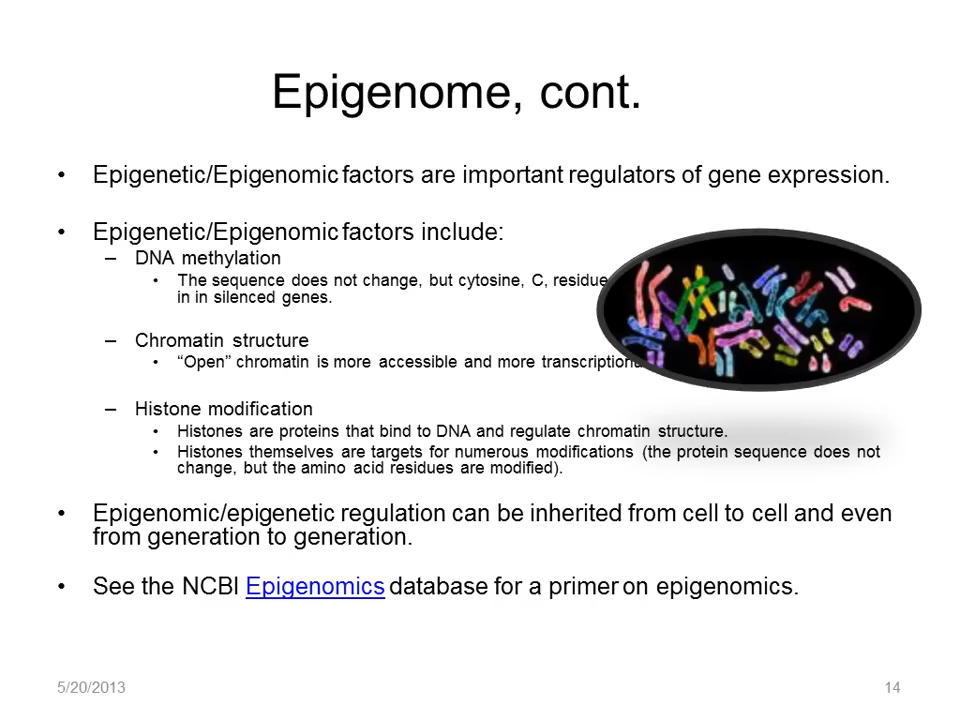 Epigenome, cont.
• Epigenetic/Epigenomic factors are important regulators of gene expression.
• Epigenetic/Epigenomic factors include:
– DNA methylation
• The sequence does not change, but cytosine, C,
in in silenced genes.
– Chromatin structure
• “Open” chromatin is more accessible and more
– Histone modification
• Histones are proteins that bind to DNA and regulate chromatin structure.
• Histones themselves are targets for numerous modifications (the protein sequence does not
change, but the amino acid residues are modified).
• Epigenomic/epigenetic regulation can be inherited from cell to cell and even
from generation to generation.
• See the NCBI Epigenomics database for a primer on epigenomics.
5/20/2013
14